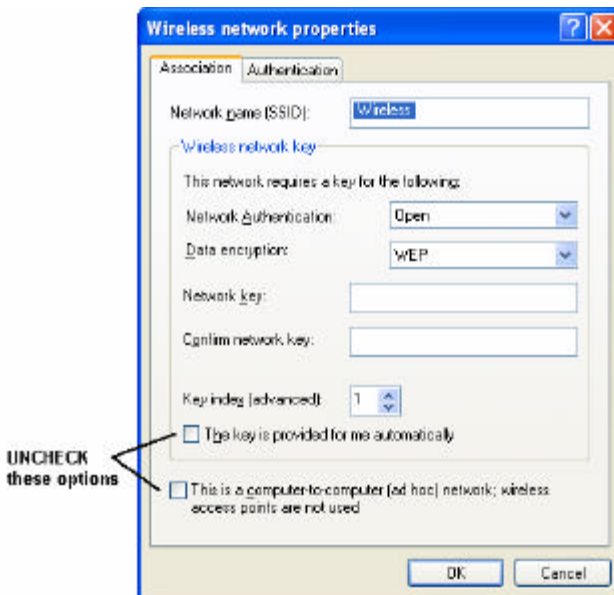 Wireless network properties
Association Authentication
Network name (SSID): Wireless
Wireless network key
This network requires a key for the following:
Network Authentication: Open
Data encryption: WEP
Network key:
Confirm network key:
Key index (advanced): 1
The key is provided for me automatically
UNCHECK
these options
This is a computer-to-computer (ad hoc) network; wireless
access points are not used
OK Cancel